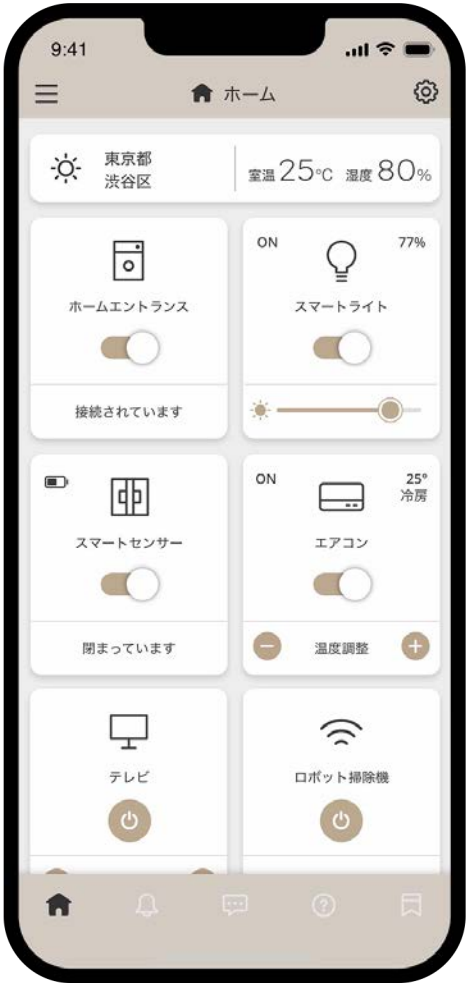 9:41
ホーム
東京都
渋谷区
室温 25℃ 湿度 80%
ホームエントランス
接続されています
ON 77%
スマートライト
スマートセンサー
閉まっています
ON 25°
冷房
エアコン
温度調整
テレビ
ロボット掃除機